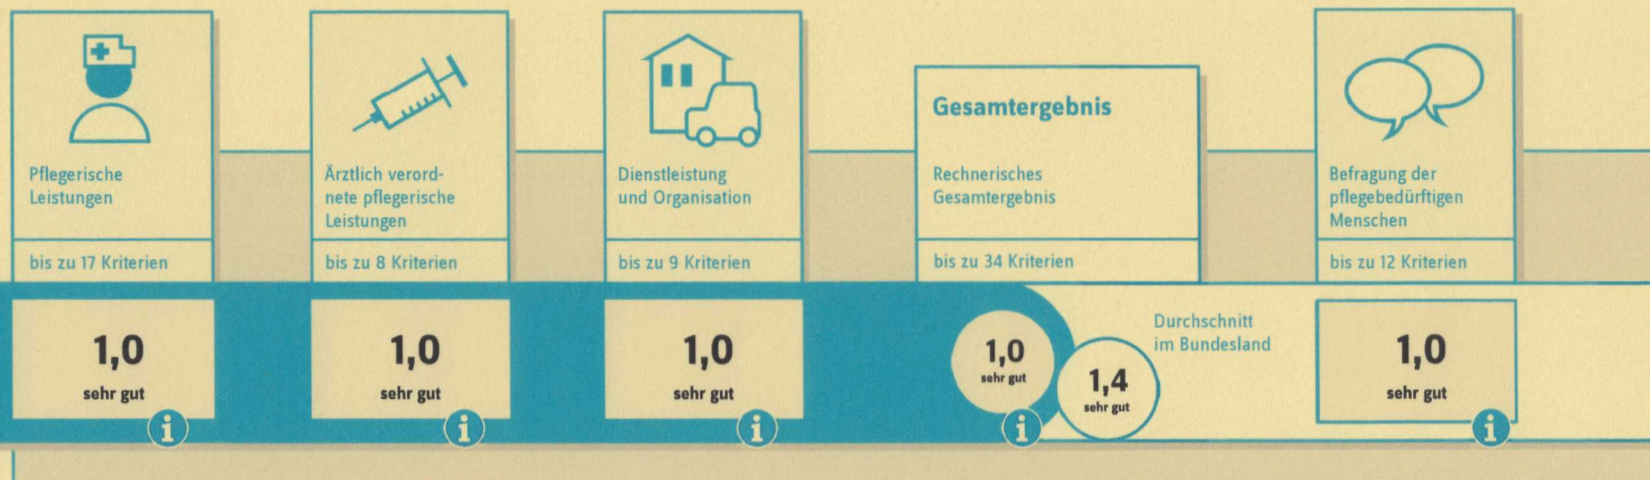 Pflegerische
Leistungen
bis zu 17 Kriterien
1,0
sehr gut
i
Ärztlich verord-
nete pflegerische
Leistungen
bis zu 8 Kriterien
1,0
sehr gut
i
Dienstleistung
und Organisation
bis zu 9 Kriterien
1,0
sehr gut
i
Gesamtergebnis
Rechnerisches
Gesamtergebnis
bis zu 34 Kriterien
1,0
sehr gut
i
1,4
sehr gut
Durchschnitt
im Bundesland
Befragung der
pflegebedürftigen
Menschen
bis zu 12 Kriterien
1,0
sehr gut
i